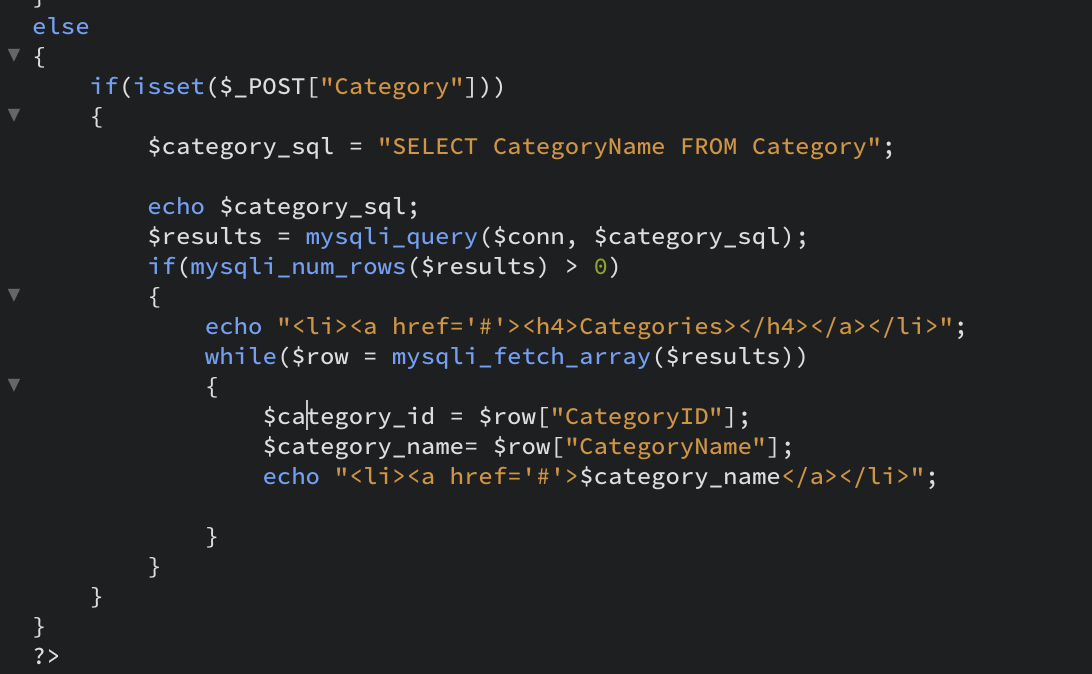 }
else
{
if(isset($_POST["Category"]))
{
$category_sql = "SELECT CategoryName FROM Category";
echo $category_sql;
$results = mysqli_query($conn, $category_sql);
if(mysqli_num_rows($results) > 0)
{
echo "<li><a href='#'><h4>Categories></h4></a></li>";
while($row = mysqli_fetch_array($results))
{
$category_id = $row["CategoryID"];
$category_name= $row["CategoryName"];
echo "<li><a href='#'>$category_name</a></li>";
}
}
}
}
?>